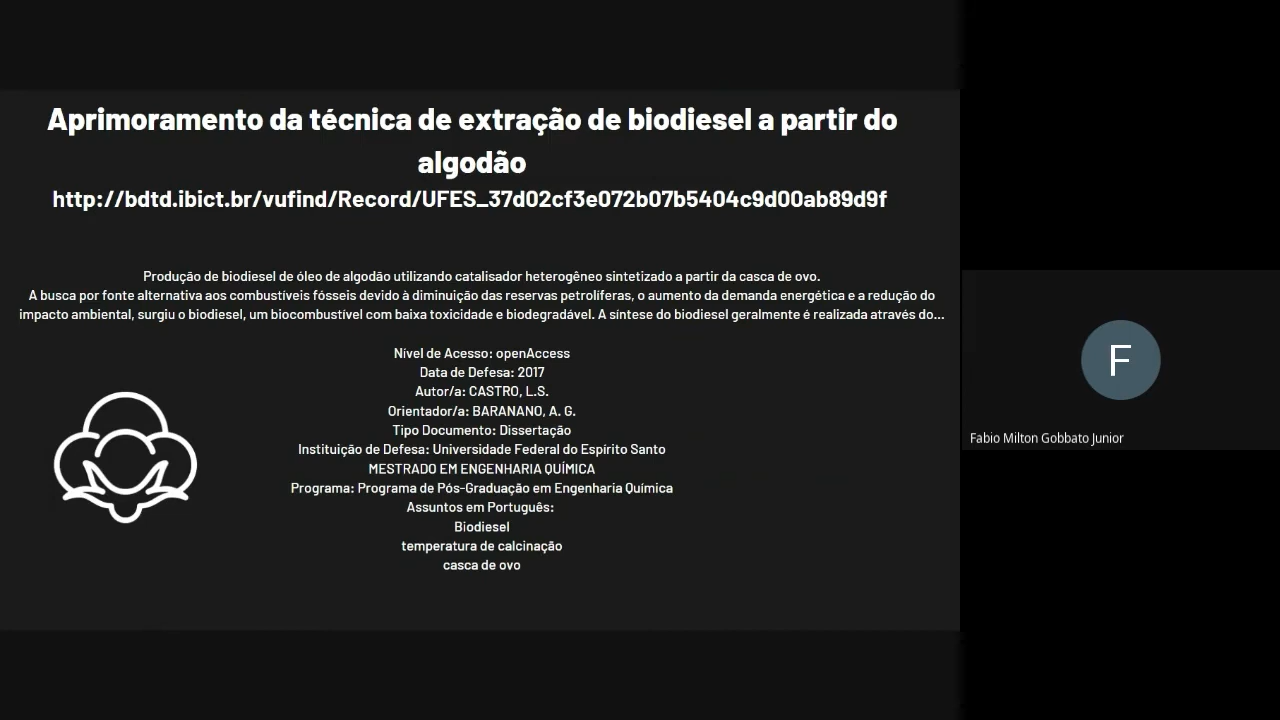 Aprimoramento da técnica de extração de biodiesel a partir do
algodão
http://bdtd.ibict.br/vufind/Record/UFES_37d02cf3e072b07b5404c9d00ab89d9f
Produção de biodiesel de óleo de algodão utilizando catalisador heterogêneo sintetizado a partir da casca de ovo.
A busca por fonte alternativa aos combustíveis fósseis devido à diminuição das reservas petrolíferas, o aumento da demanda energética e a redução do
impacto ambiental, surgiu o biodiesel, um biocombustível com baixa toxicidade e biodegradável. A síntese do biodiesel geralmente é realizada através do...
Nível de Acesso: openAccess
Data de Defesa: 2017
Autor/a: CASTRO, L.S.
Orientador/a: BARANANO, A. G.
Tipo Documento: Dissertação
Instituição de Defesa: Universidade Federal do Espírito Santo
MESTRADO EM ENGENHARIA QUÍMICA
Programa: Programa de Pós-Graduação em Engenharia Química
Assuntos em Português:
Biodiesel
temperatura de calcinação
casca de ovo
F
Fabio Milton Gobbato Junior